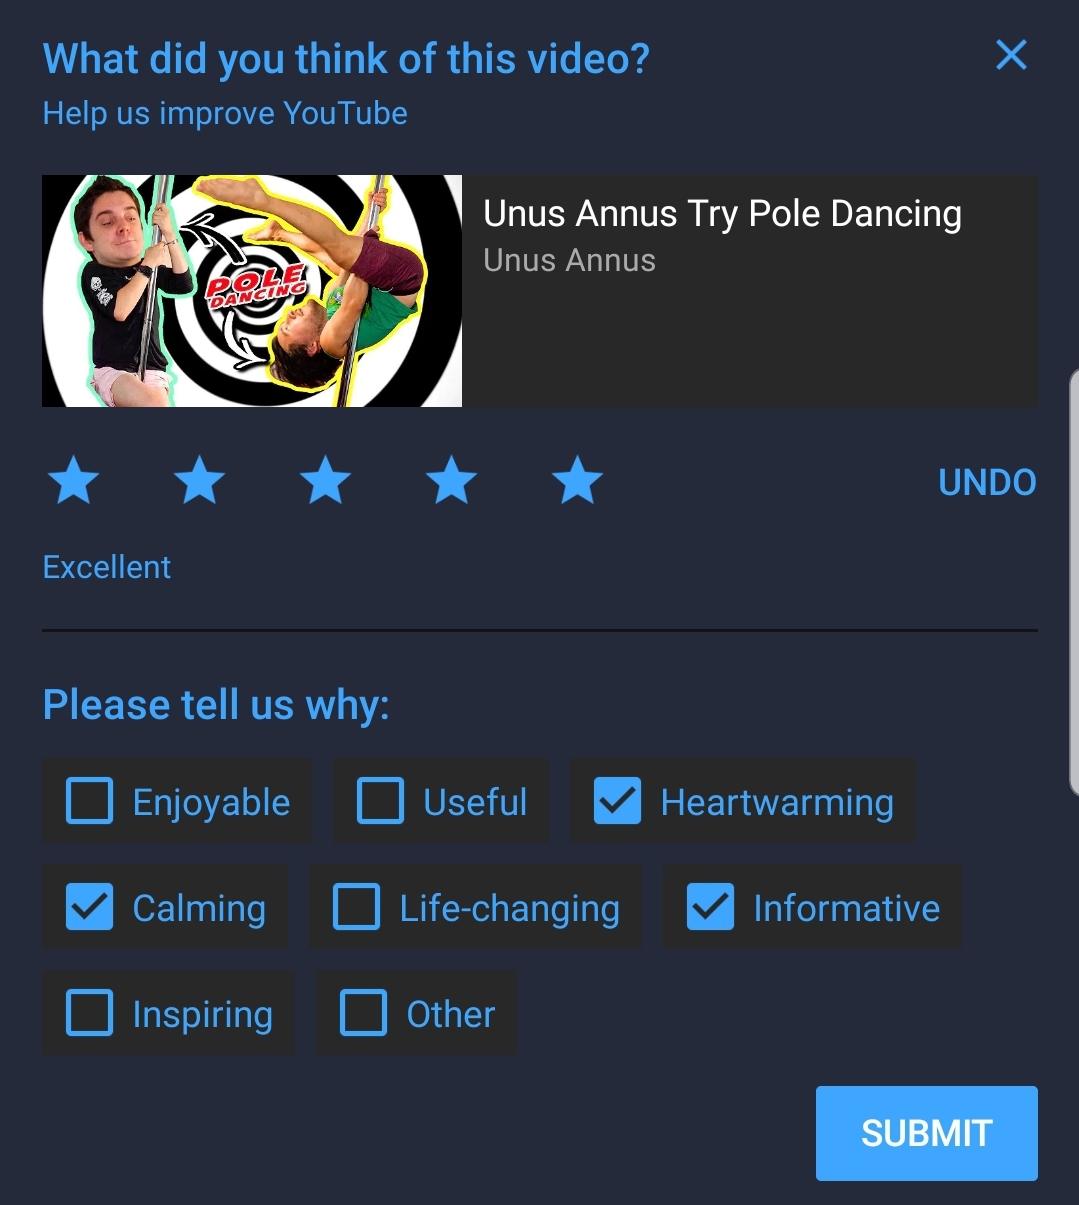 What did you think of this video?
Help us improve YouTube
POLE
DANCING
Unus Annus Try Pole Dancing
Unus Annus
UNDO
Excellent
Please tell us why:
Enjoyable
Useful
Heartwarming
Calming
Life-changing
Informative
Inspiring
Other
SUBMIT